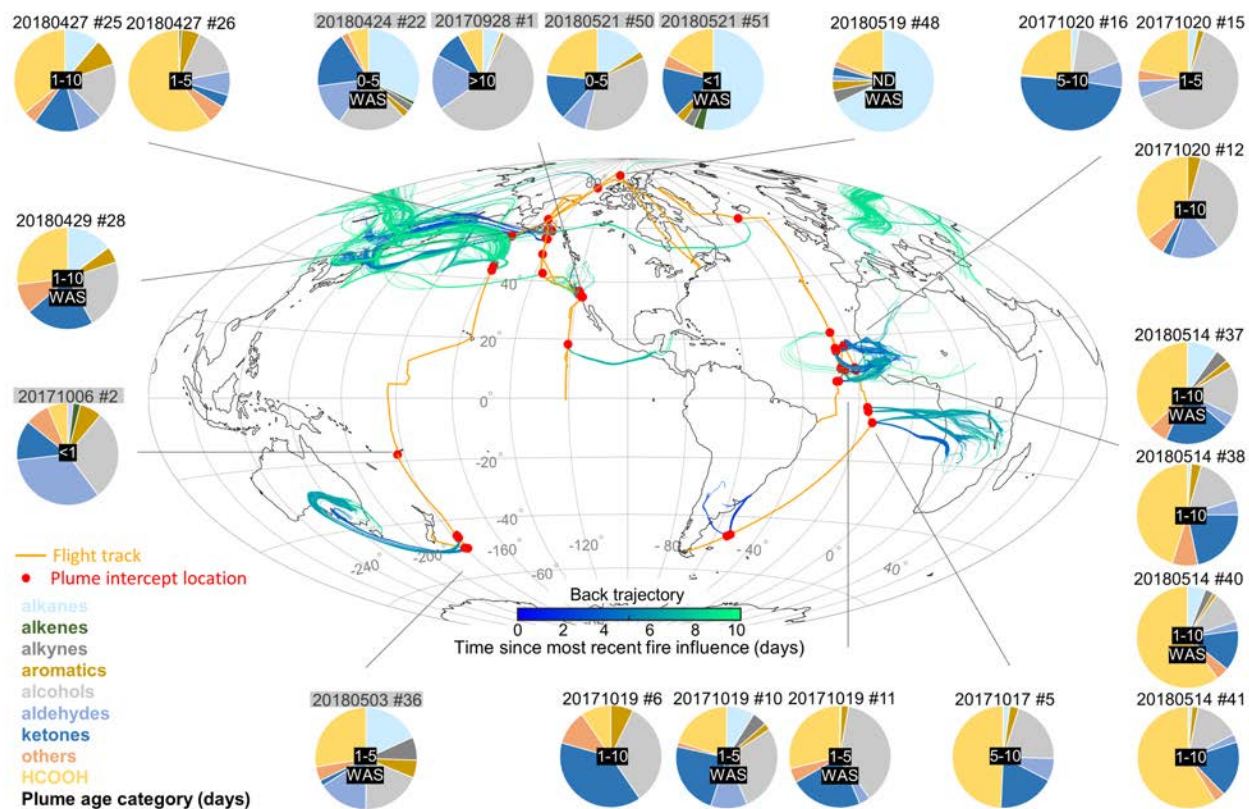 20180427 #25
20180427 #26
20180424 #22
20170928 #1
20180521 #50
20180521 #51
20180519 #48
20171020 #16
20171020 #15
1-10
1-5
0-5
WAS
>10
0-5
<1
WAS
ND
WAS
5-10
1-5
20171020 #12
1-10
20180429 #28
1-10
WAS
20171006 #2
<1
80
40
20
0
-20
-40
-60
-80
-240
-200
-160
-120
-80
-40
0
40
20180514 #37
1-10
WAS
20180514 #38
1-10
20180514 #40
1-10
WAS
20180514 #41
1-10
Flight track
Plume intercept location
alkanes
alkenes
alkynes
aromatics
alcohols
aldehydes
ketones
others
HCOOH
Plume age category (days)
Back trajectory
0 2 4 6 8 10
Time since most recent fire influence (days)
20180503 #36
1-5
WAS
20171019 #6
1-10
20171019 #10
1-5
WAS
20171019 #11
1-5
WAS
20171017 #5
5-10